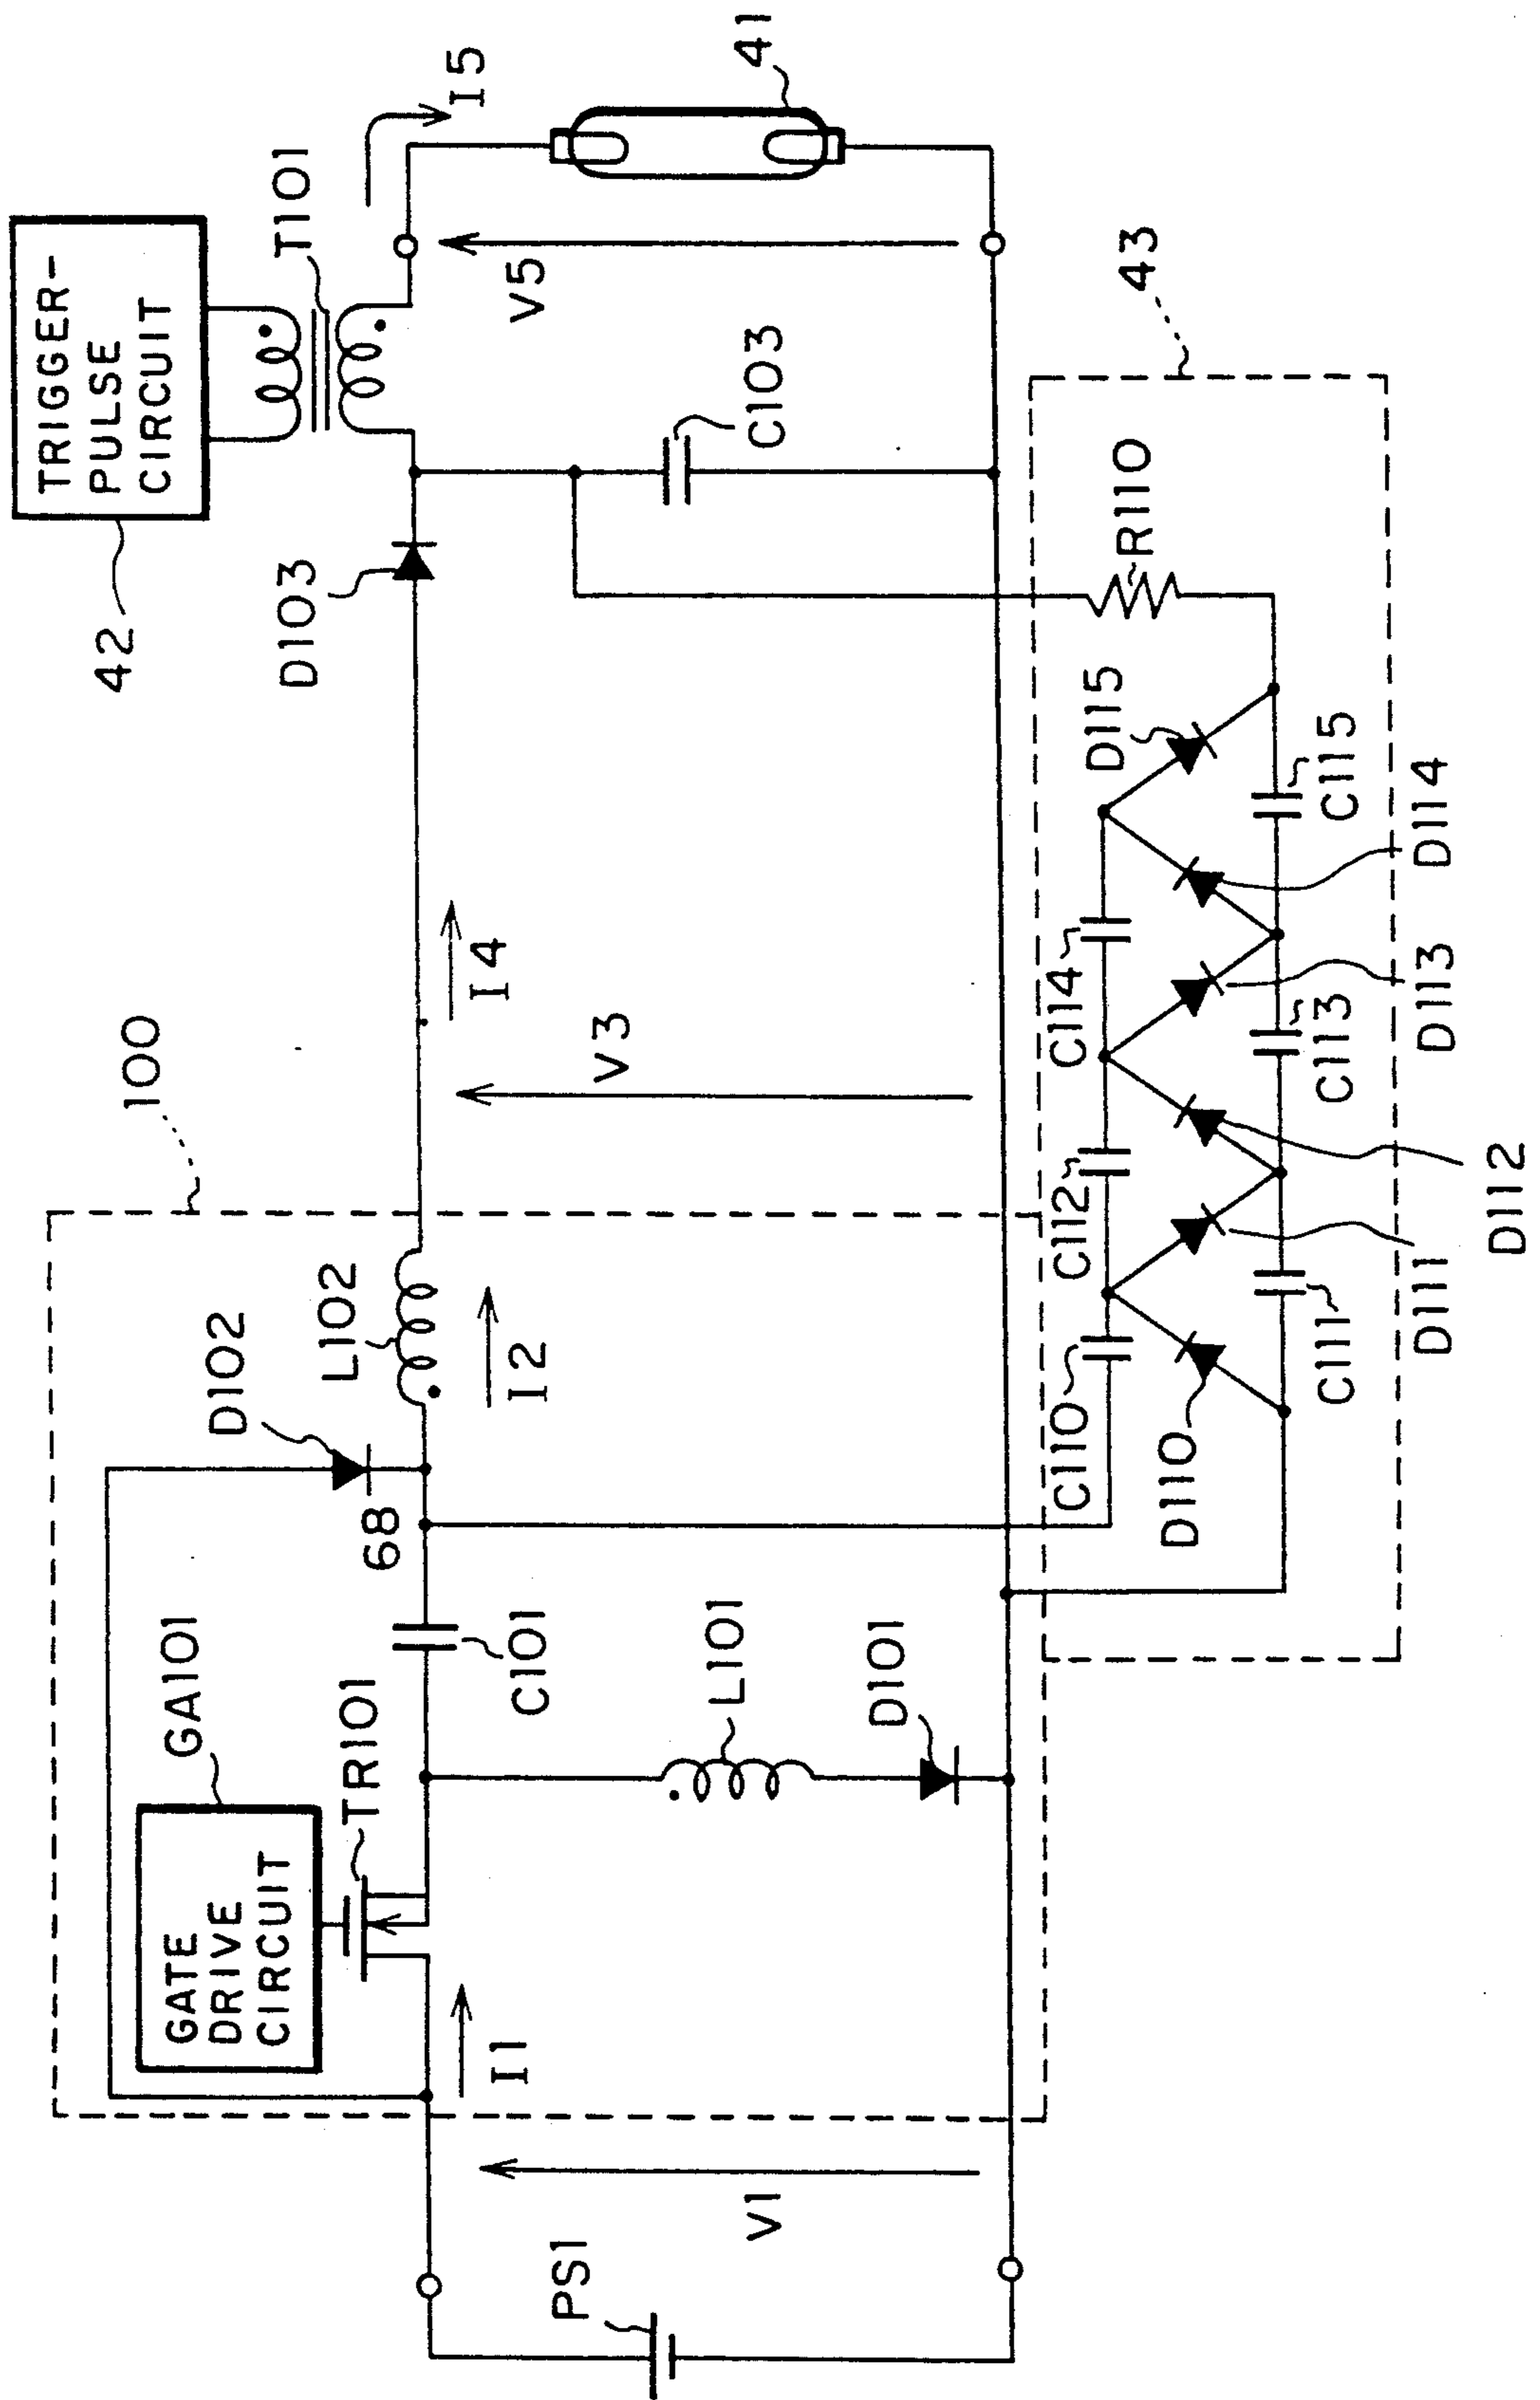 TRIGGER-
PULSE
CIRCUIT
42
T101
I5
41
V5
D103
C103
43
100
I4
V3
R110
D115
C115
D114
C114
D113
C113
C112
D112
D111
C111
C110
D110
L102
I2
D102
68
GA101
C101
TR101
L101
D101
GATE
DRIVE
CIRCUIT
I1
V1
PS1